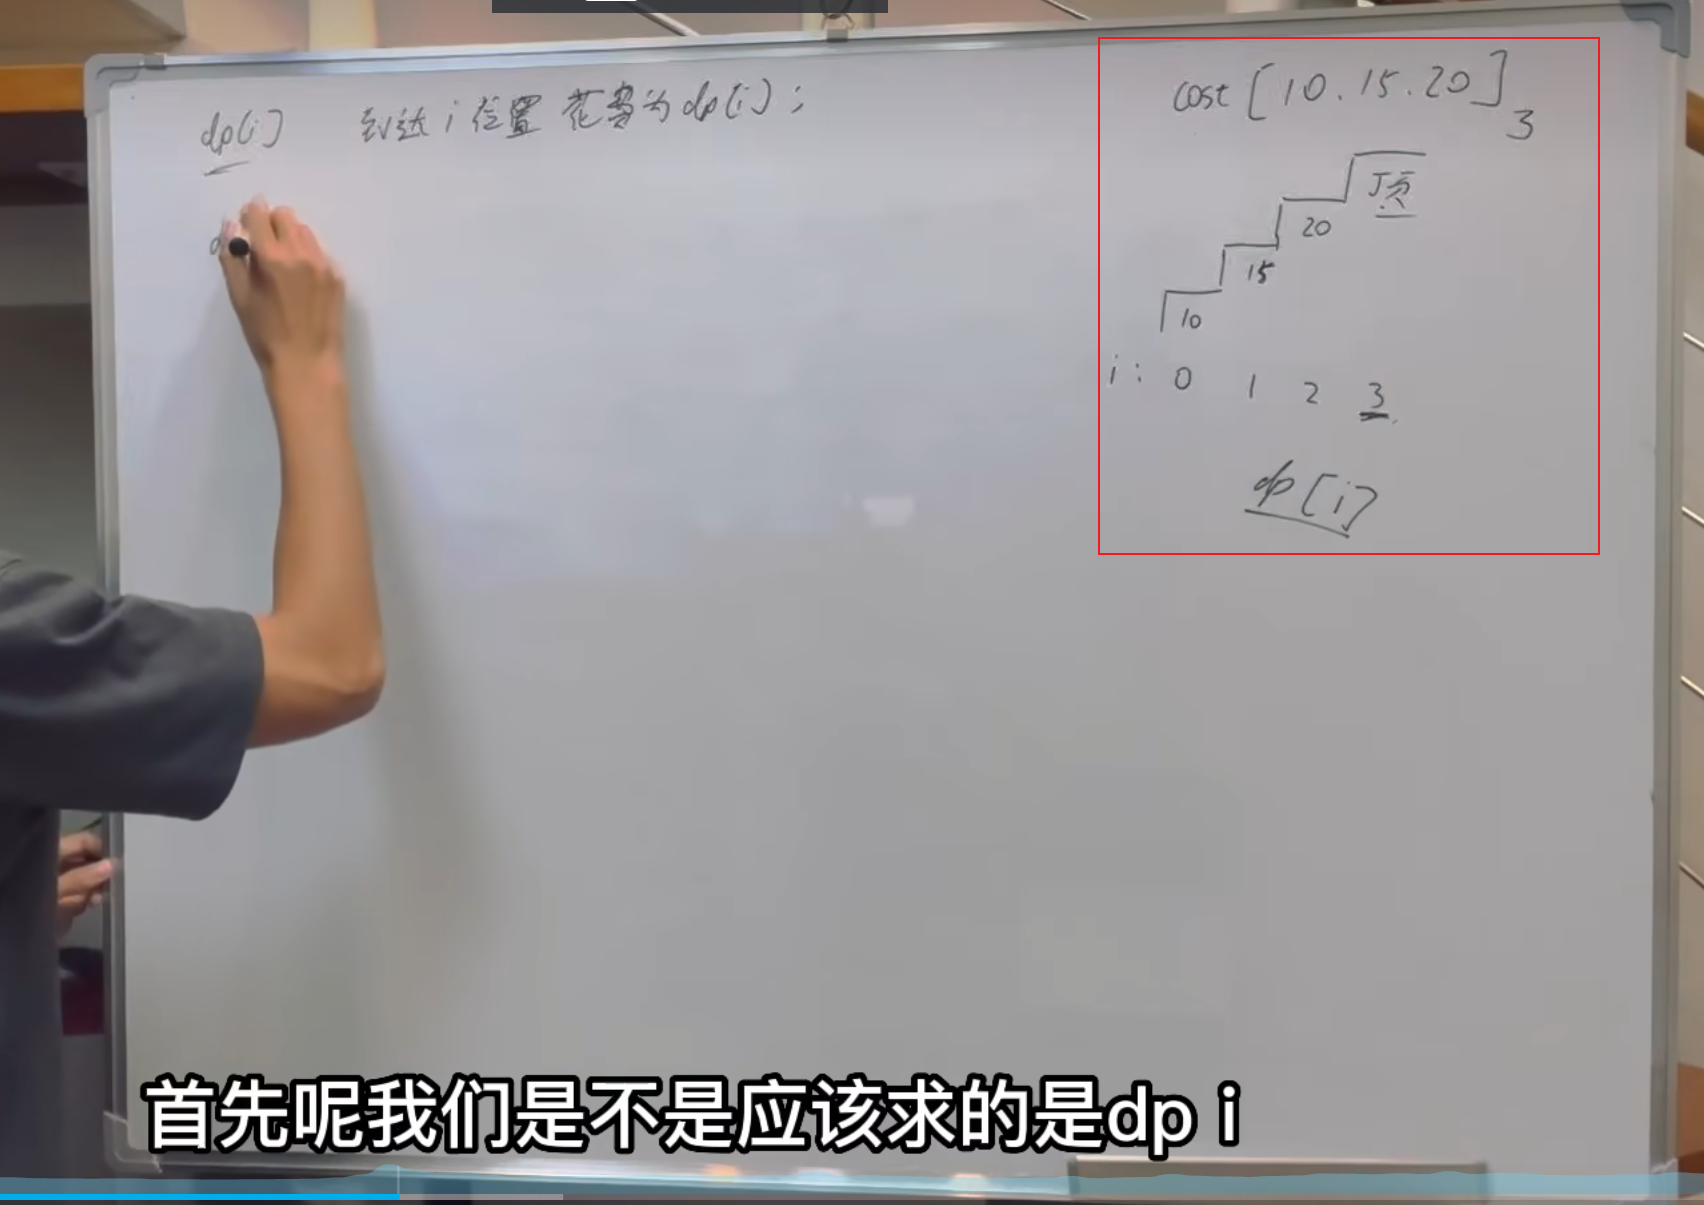 dp[i] 到达 i 位置 花费为 dp[i];
cost [10.15.20]
3
顶
20
15
10
i: 0 1 2 3
dp[i]
首先呢我们是不是应该求的是dp i